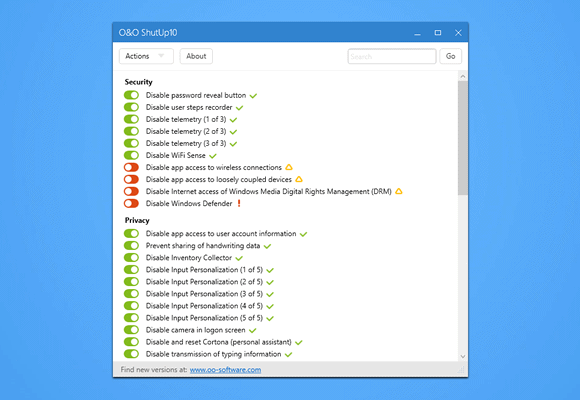 O&O ShutUp10
Actions About Search Go
Security
Disable password reveal button
Disable user steps recorder
Disable telemetry (1 of 3)
Disable telemetry (2 of 3)
Disable telemetry (3 of 3)
Disable WiFi Sense
Disable app access to wireless connections
Disable app access to loosely coupled devices
Disable Internet access of Windows Media Digital Rights Management (DRM)
Disable Windows Defender
Privacy
Disable app access to user account information
Prevent sharing of handwriting data
Disable Inventory Collector
Disable Input Personalization (1 of 5)
Disable Input Personalization (2 of 5)
Disable Input Personalization (3 of 5)
Disable Input Personalization (4 of 5)
Disable Input Personalization (5 of 5)
Disable camera in logon screen
Disable and reset Cortona (personal assistant)
Disable transmission of typing information
Find new versions at: www.oo-software.com